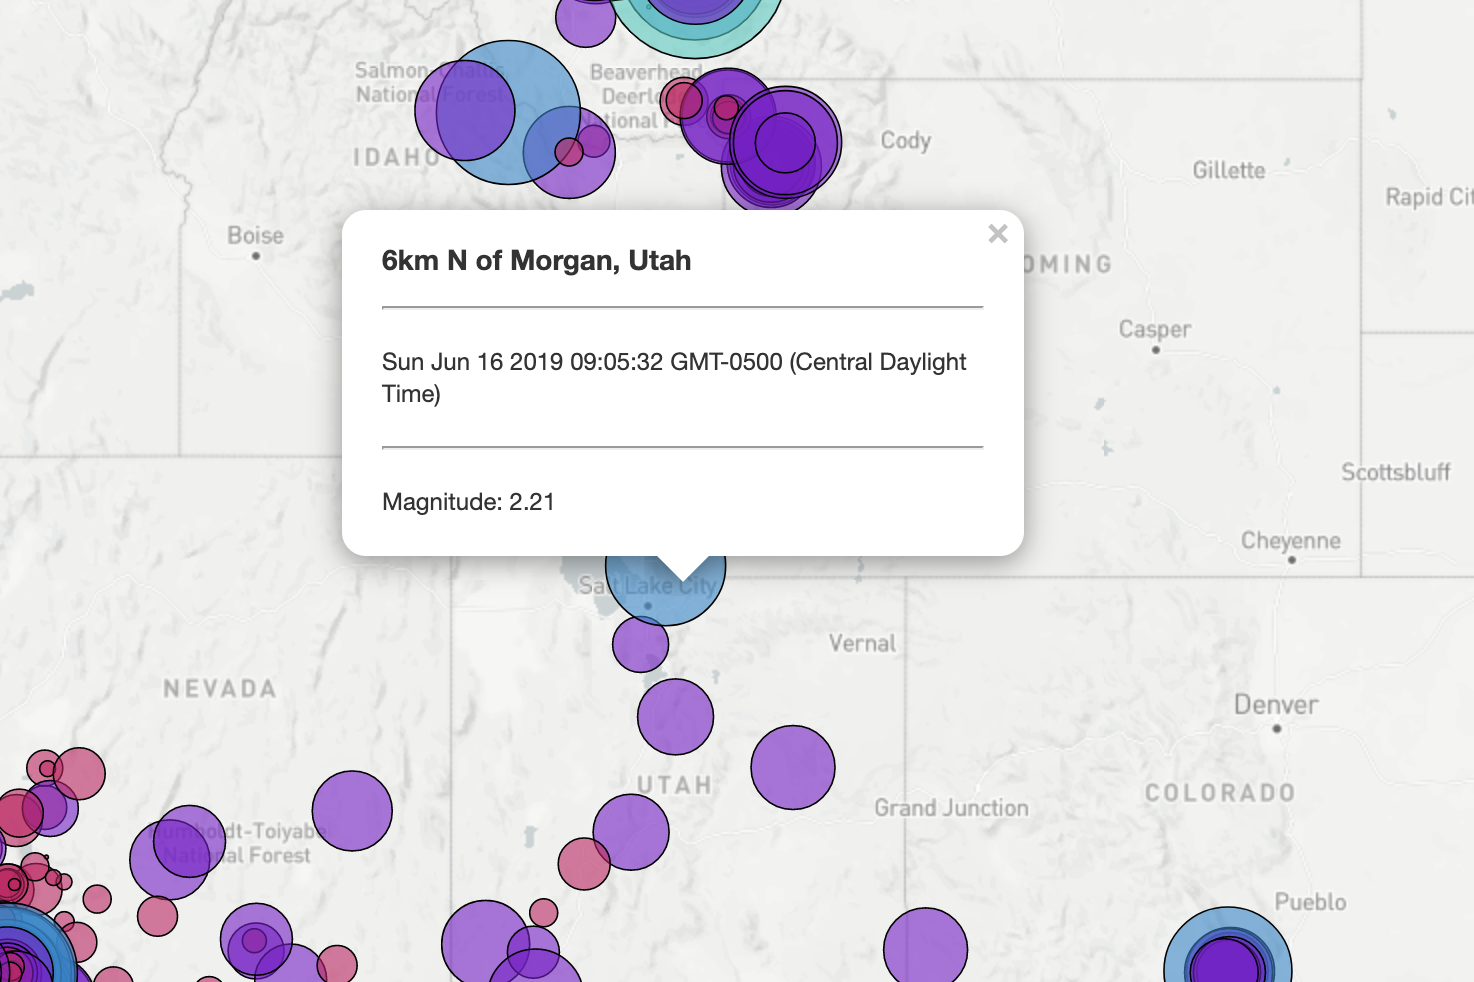 Salmon-Challis
National Forest
Beaverhead
Deerlo
National F
IDAHO
Cody
Gillette
Rapid Cit
Boise
×
6km N of Morgan, Utah
OMING
Sun Jun 16 2019 09:05:32 GMT-0500 (Central Daylight
Time)
Casper
Magnitude: 2.21
Scottsbluff
Cheyenne
Salt Lake City
Vernal
NEVADA
Denver
UTAH
COLORADO
Grand Junction
Humboldt-Toiyabe
National Forest
Pueblo